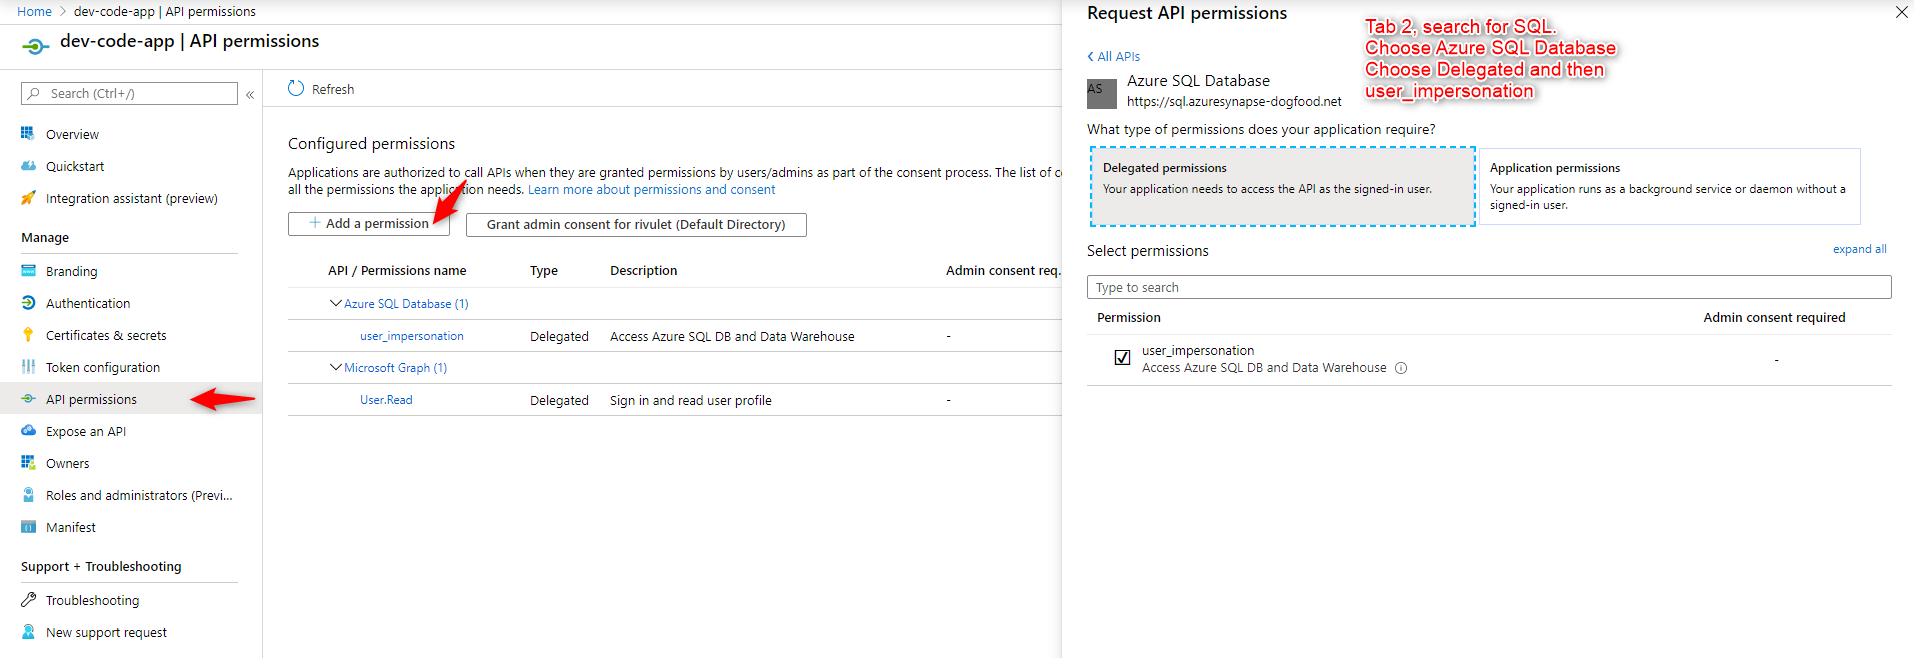 Home > dev-code-app | API permissions
dev-code-app | API permissions
Search (Ctrl+/)
«
Overview
Quickstart
Integration assistant (preview)
Manage
Branding
Authentication
Certificates & secrets
Token configuration
API permissions
Expose an API
Owners
Roles and administrators (Previ...
Manifest
Support + Troubleshooting
Troubleshooting
New support request
Refresh
Configured permissions
Applications are authorized to call APIs when they are granted permissions by users/admins as part of the consent process. The list of c
all the permissions the application needs. Learn more about permissions and consent
+ Add a permission
Grant admin consent for rivulet (Default Directory)
API / Permissions name Type Description Admin consent req.
Azure SQL Database (1)
user_impersonation Delegated Access Azure SQL DB and Data Warehouse -
Microsoft Graph (1)
User.Read Delegated Sign in and read user profile -
Request API permissions
Tab 2, search for SQL.
Choose Azure SQL Database
Choose Delegated and then
user_impersonation
All APIs
AS
Azure SQL Database
https://sql.azuresynapse-dogfood.net
What type of permissions does your application require?
Delegated permissions
Your application needs to access the API as the signed-in user.
Application permissions
Your application runs as a background service or daemon without a
signed-in user.
Select permissions
expand all
Type to search
Permission Admin consent required
user_impersonation
Access Azure SQL DB and Data Warehouse
-